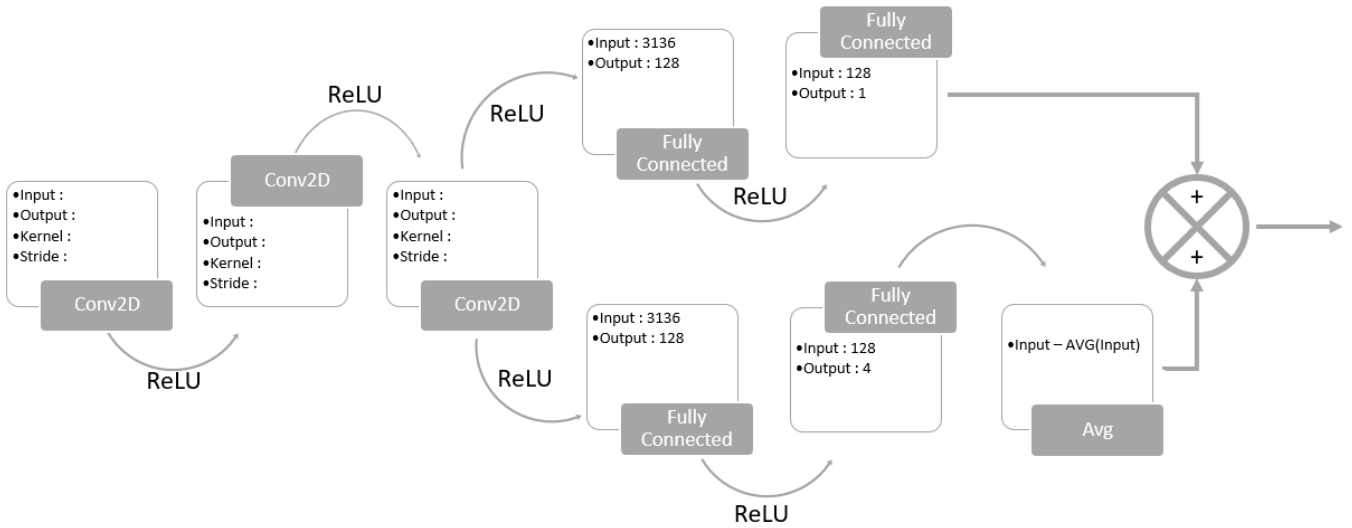 •Input :
•Output :
•Kernel :
•Stride :
Conv2D
ReLU
Conv2D
•Input :
•Output :
•Kernel :
•Stride :
ReLU
•Input :
•Output :
•Kernel :
•Stride :
Conv2D
ReLU
•Input : 3136
•Output : 128
Fully
Connected
ReLU
Fully
Connected
•Input : 128
•Output : 1
ReLU
•Input : 3136
•Output : 128
Fully
Connected
ReLU
Fully
Connected
•Input : 128
•Output : 4
•Input – AVG(Input)
Avg
+
+